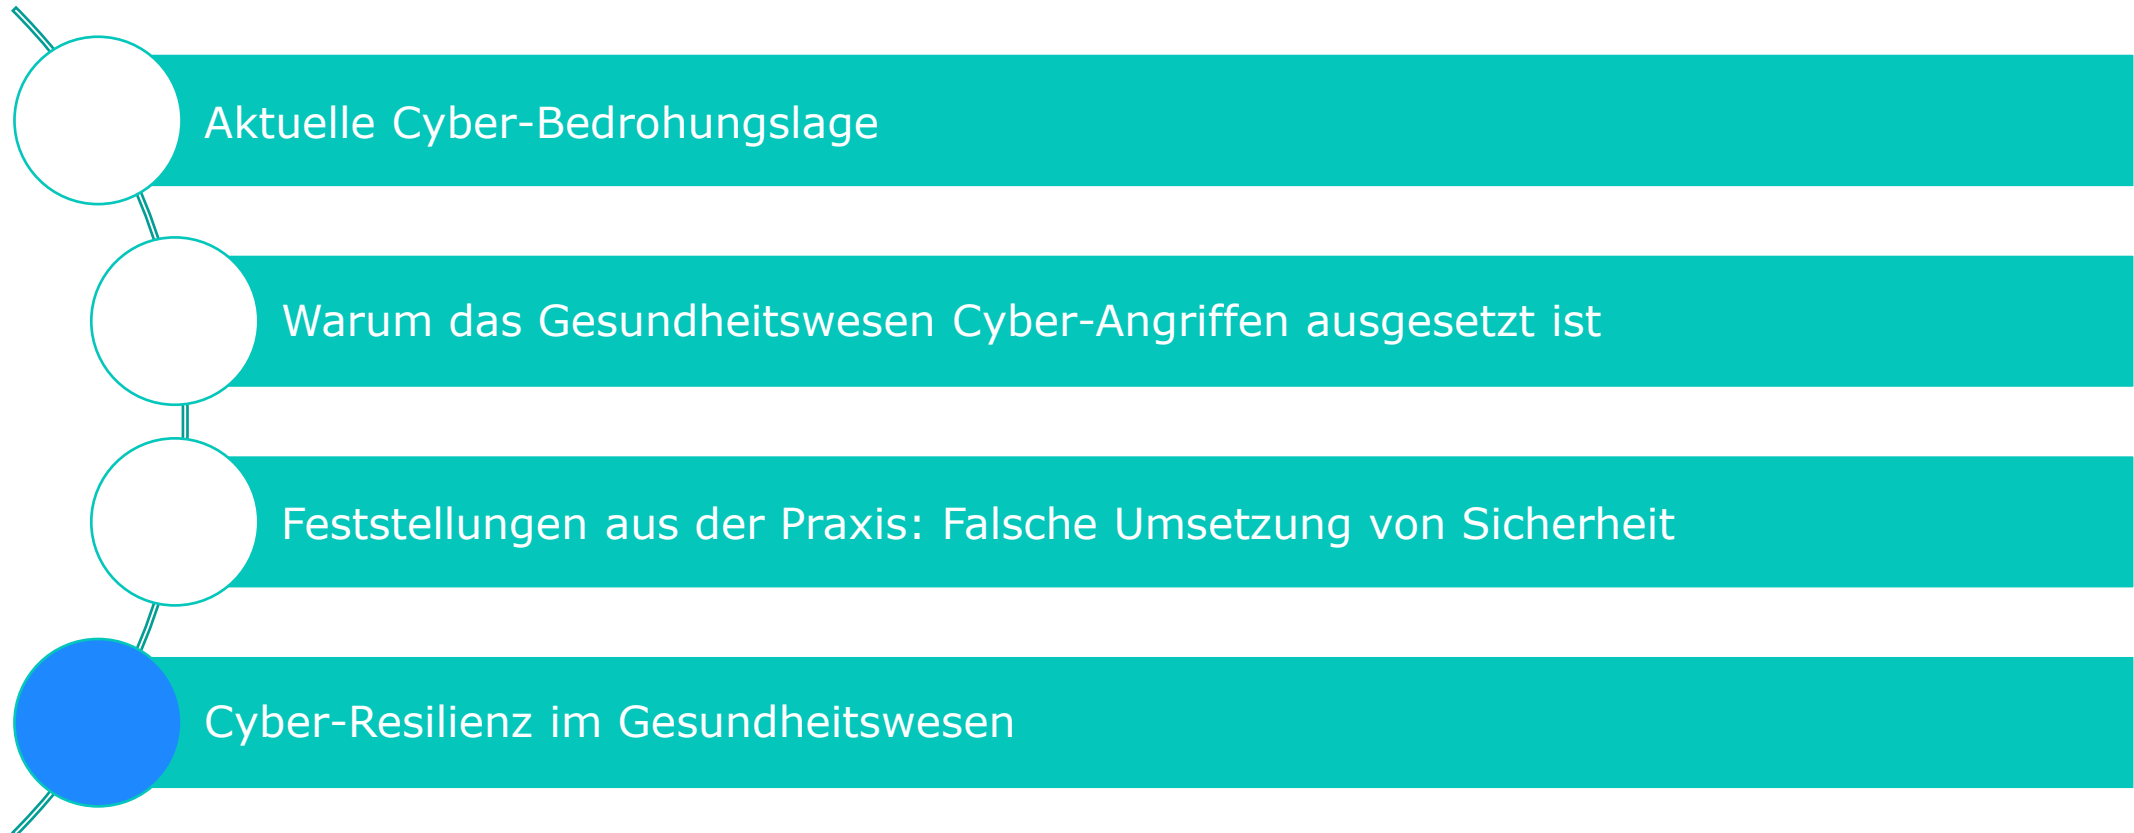 Aktuelle Cyber-Bedrohungslage
Warum das Gesundheitswesen Cyber-Angriffen ausgesetzt ist
Feststellungen aus der Praxis: Falsche Umsetzung von Sicherheit
Cyber-Resilienz im Gesundheitswesen